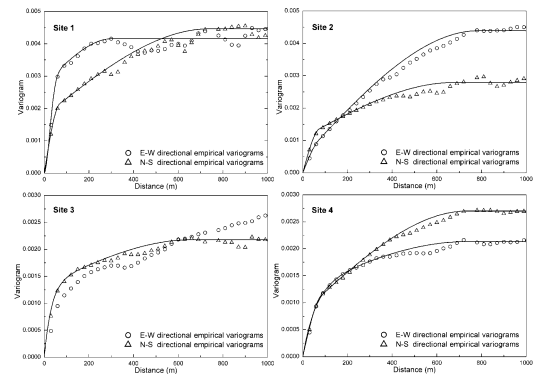 Site 1
Variogram
0.005
0.004
0.003
0.002
0.001
0.000
0 200 400 600 800 1000
Distance (m)
E-W directional empirical variograms
N-S directional empirical variograms
Site 2
Variogram
0.005
0.004
0.003
0.002
0.001
0.000
0 200 400 600 800 1000
Distance (m)
E-W directional empirical variograms
N-S directional empirical variograms
Site 3
Variogram
0.0030
0.0025
0.0020
0.0015
0.0010
0.0005
0.0000
0 200 400 600 800 1000
Distance (m)
E-W directional empirical variograms
N-S directional empirical variograms
Site 4
Variogram
0.0030
0.0025
0.0020
0.0015
0.0010
0.0005
0.0000
0 200 400 600 800 1000
Distance (m)
E-W directional empirical variograms
N-S directional empirical variograms